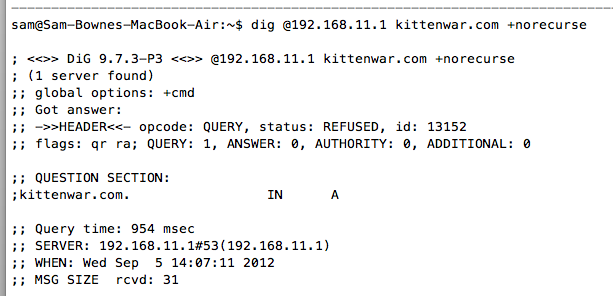 sam@Sam-Bownes-MacBook-Air:~$ dig @192.168.11.1 kittenwar.com +norecurse
; <<>> DiG 9.7.3-P3 <<>> @192.168.11.1 kittenwar.com +norecurse
; (1 server found)
;; global options: +cmd
;; Got answer:
;; ->>HEADER<<- opcode: QUERY, status: REFUSED, id: 13152
;; flags: qr ra; QUERY: 1, ANSWER: 0, AUTHORITY: 0, ADDITIONAL: 0
;; QUESTION SECTION:
;kittenwar.com. IN A
;; Query time: 954 msec
;; SERVER: 192.168.11.1#53(192.168.11.1)
;; WHEN: Wed Sep 5 14:07:11 2012
;; MSG SIZE rcvd: 31